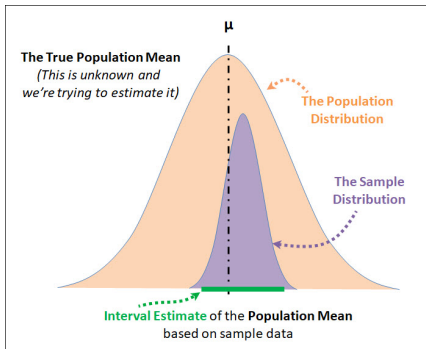 μ
The True Population Mean
(This is unknown and
we're trying to estimate it)
The Population
Distribution
The Sample
Distribution
Interval Estimate of the Population Mean
based on sample data